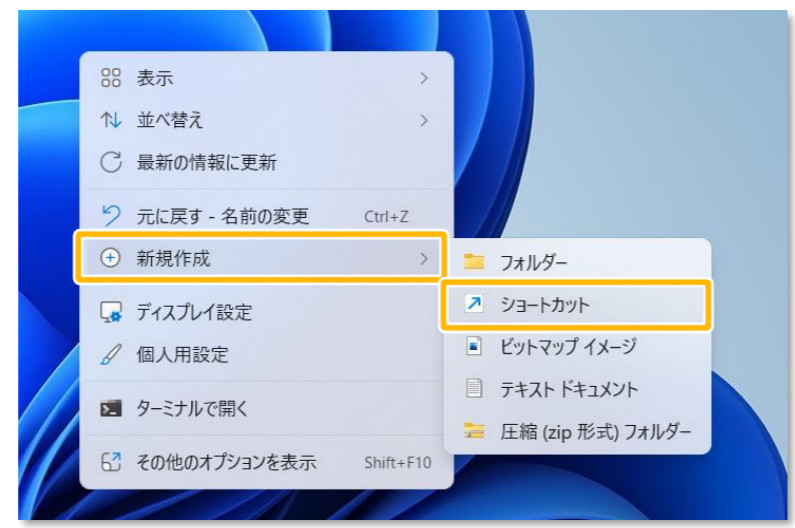 表示
並べ替え
最新の情報に更新
元に戻す - 名前の変更 Ctrl+Z
新規作成
フォルダー
ショートカット
ビットマップ イメージ
テキスト ドキュメント
圧縮 (zip 形式) フォルダー
ディスプレイ設定
個人用設定
ターミナルで開く
その他のオプションを表示 Shift+F10